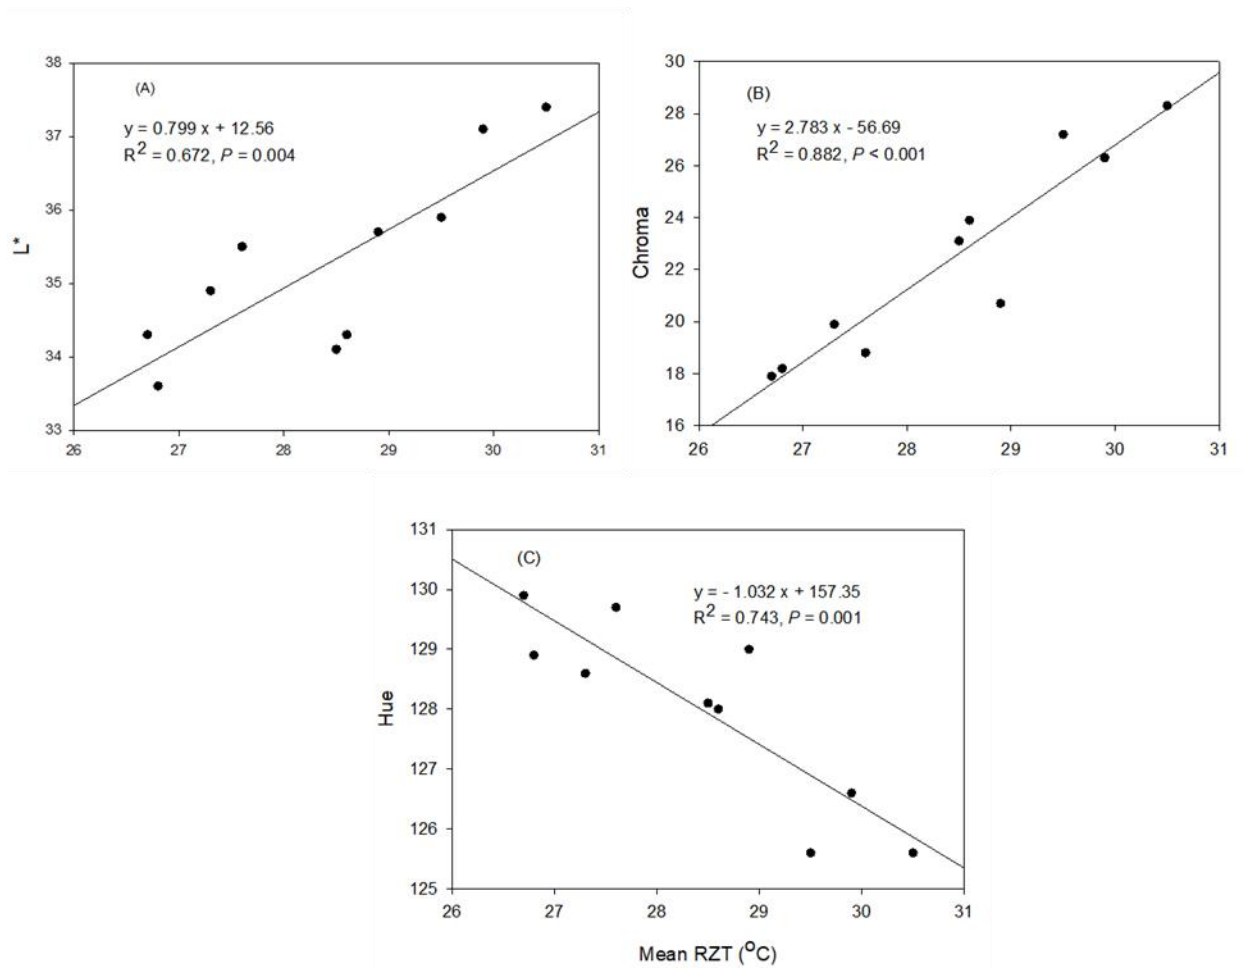 38
(A)
y = 0.799 x + 12.56
R2 = 0.672, P = 0.004
37
36
L*
35
34
33
26 27 28 29 30 31
30
(B)
28
y = 2.783 x - 56.69
R2 = 0.882, P < 0.001
26
24
Chroma
22
20
18
16
26 27 28 29 30 31
131
(C)
130
y = - 1.032 x + 157.35
R2 = 0.743, P = 0.001
129
128
Hue
127
126
125
26 27 28 29 30 31
Mean RZT (oC)